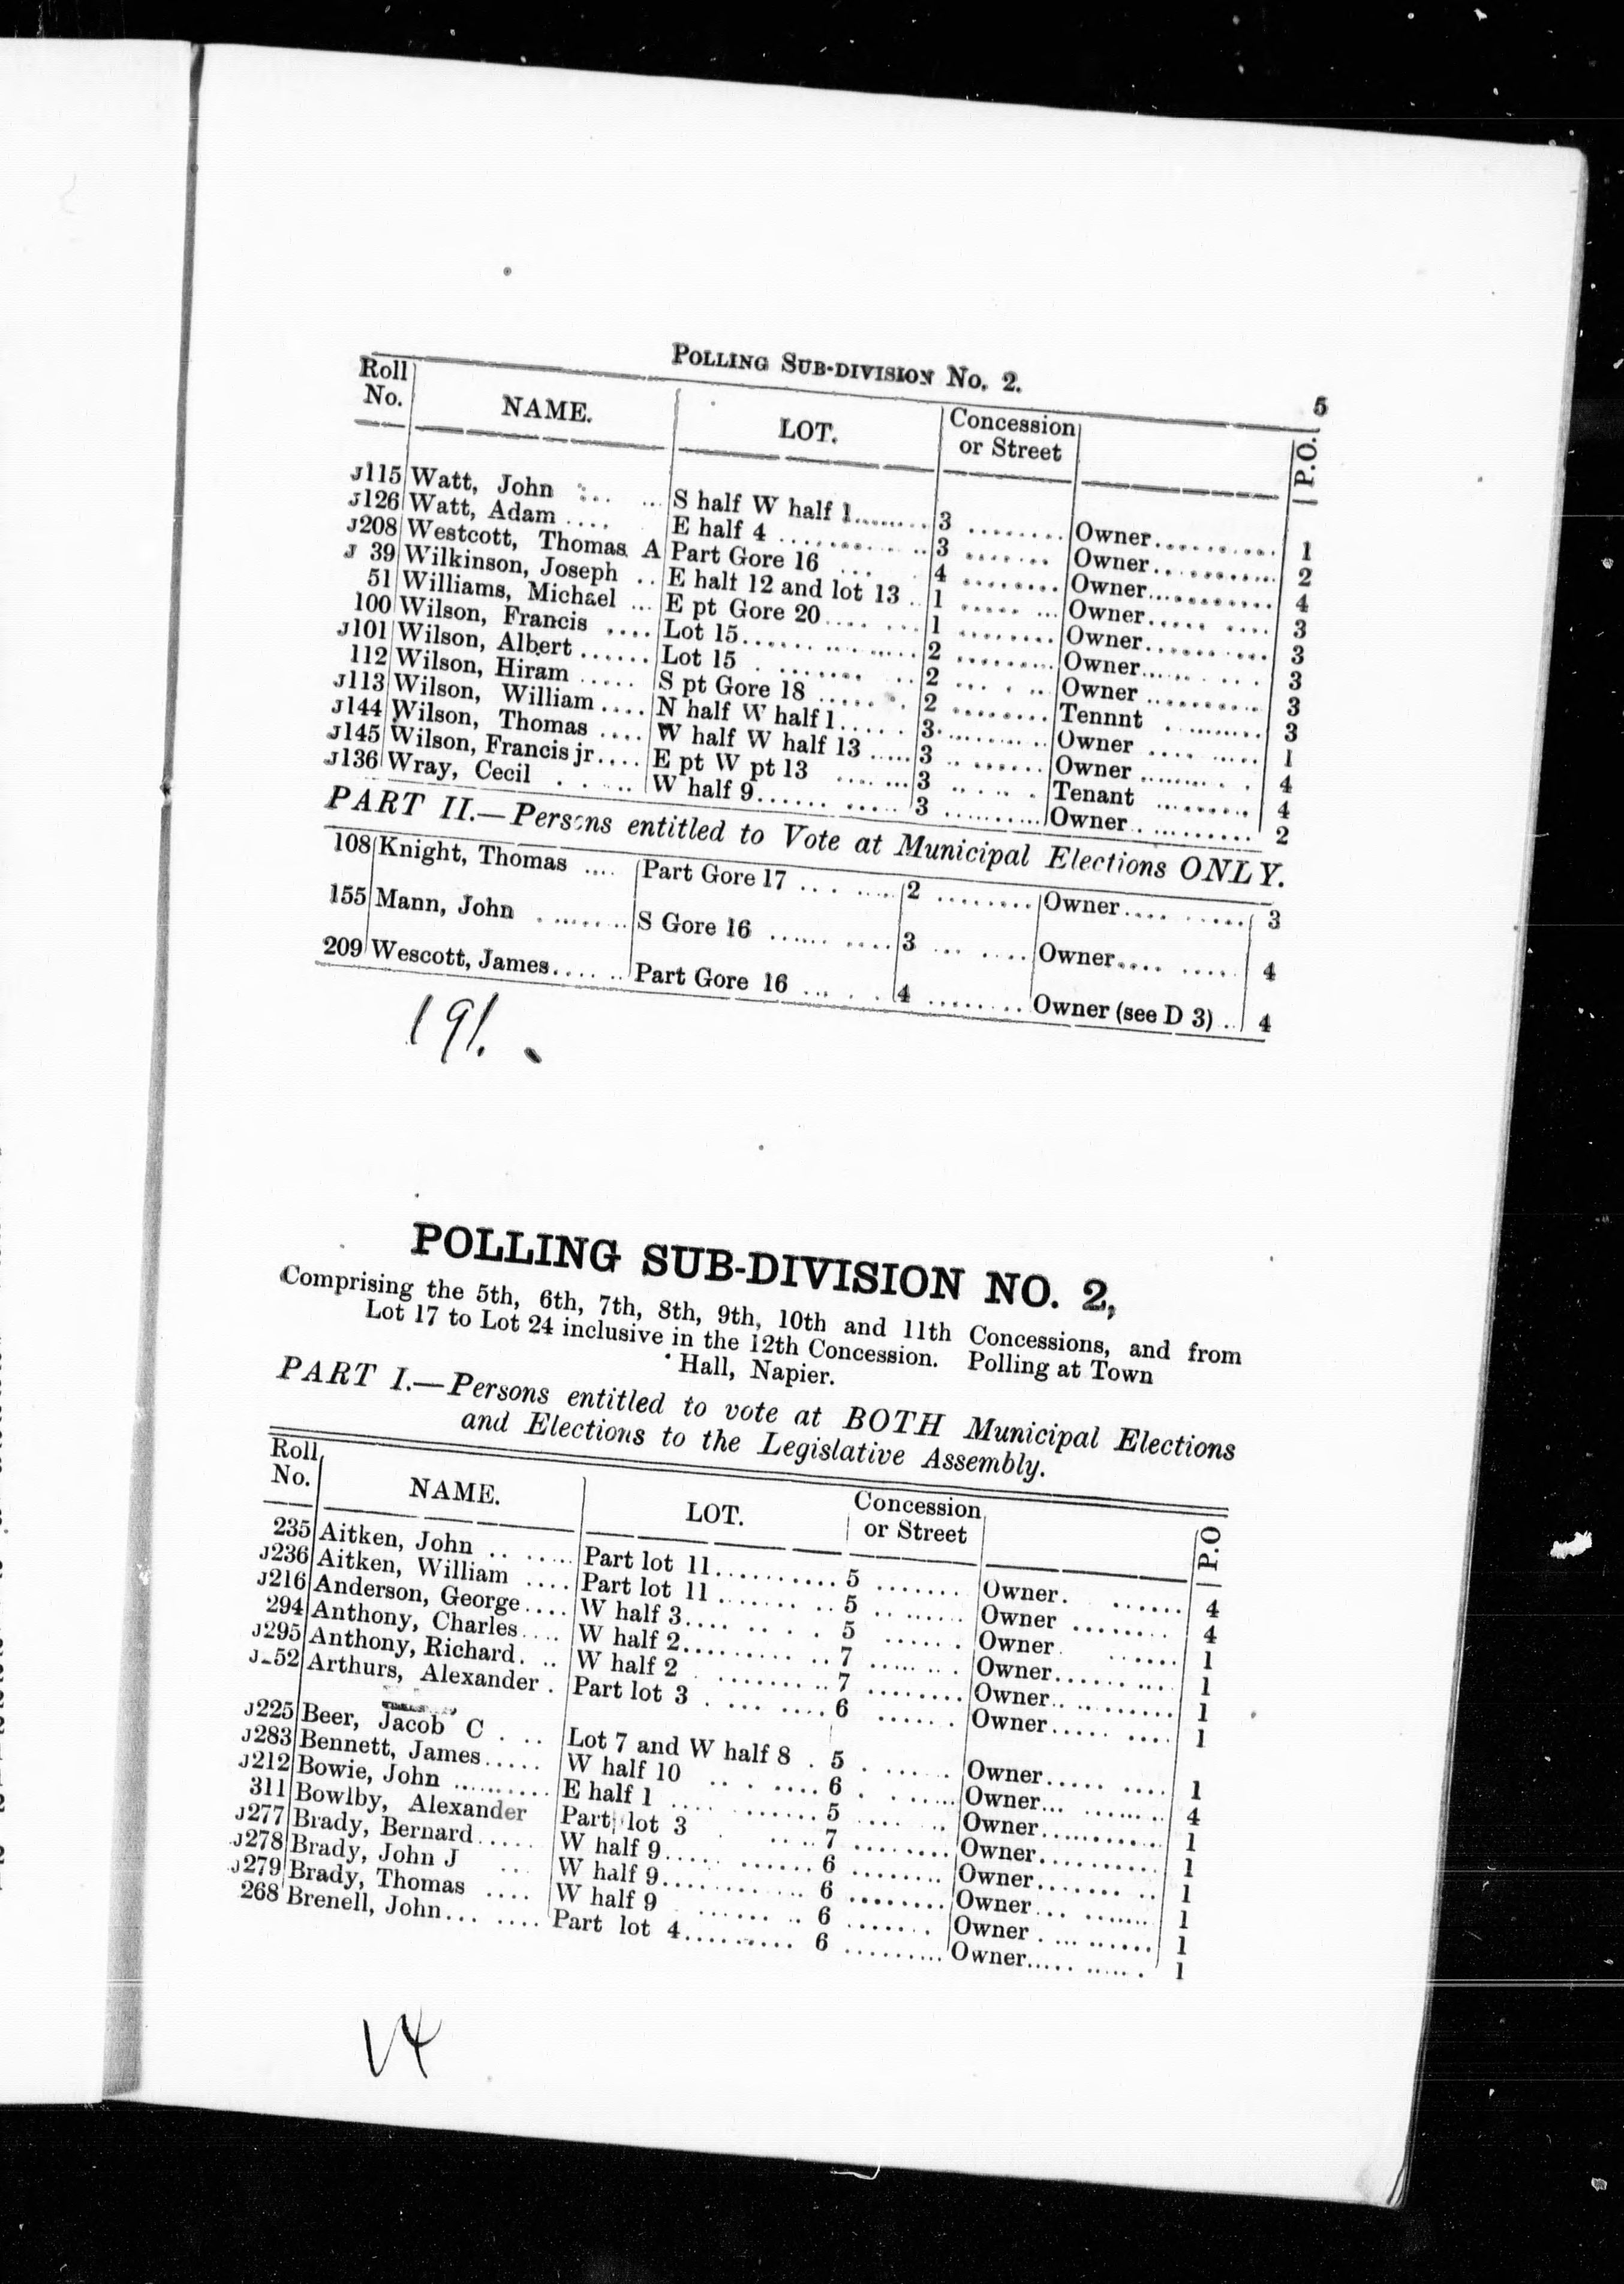 POLLING SUB-DIVISION No. 2.
5
Roll No. NAME. LOT. Concession or Street P.O.
J115 Watt, John S half W half 1 3 Owner 1
J126 Watt, Adam E half 4 3 Owner 2
J208 Westcott, Thomas A Part Gore 16 4 Owner 4
J 39 Wilkinson, Joseph E halt 12 and lot 13 1 Owner 3
51 Williams, Michael E pt Gore 20 1 Owner 3
100 Wilson, Francis Lot 15 2 Owner 3
J101 Wilson, Albert Lot 15 2 Owner 3
112 Wilson, Hiram S pt Gore 18 2 Tennnt 3
J113 Wilson, William N half W half 1 3 Owner 1
J144 Wilson, Thomas W half W half 13 3 Owner 4
J145 Wilson, Francis jr E pt W pt 13 3 Tenant 4
J136 Wray, Cecil W half 9 3 Owner 2
PART II.—Persons entitled to Vote at Municipal Elections ONLY.
108 Knight, Thomas Part Gore 17 2 Owner 3
155 Mann, John S Gore 16 3 Owner 4
209 Wescott, James Part Gore 16 4 Owner (see D 3) 4
191.
POLLING SUB-DIVISION NO. 2,
Comprising the 5th, 6th, 7th, 8th, 9th, 10th and 11th Concessions, and from
Lot 17 to Lot 24 inclusive in the 12th Concession. Polling at Town
Hall, Napier.
PART I.—Persons entitled to vote at BOTH Municipal Elections
and Elections to the Legislative Assembly.
Roll No. NAME. LOT. Concession or Street P.O
235 Aitken, John Part lot 11 5 Owner 4
J236 Aitken, William Part lot 11 5 Owner 4
J216 Anderson, George W half 3 5 Owner 1
294 Anthony, Charles W half 2 7 Owner 1
J295 Anthony, Richard W half 2 7 Owner 1
Arthurs, Alexander Part lot 3 6 Owner 1
J225 Beer, Jacob C Lot 7 and W half 8 5 Owner 1
J283 Bennett, James W half 10 6 Owner 4
J212 Bowie, John E half 1 5 Owner 1
311 Bowlby, Alexander Part lot 3 7 Owner 1
J277 Brady, Bernard W half 9 6 Owner 1
J278 Brady, John J W half 9 6 Owner 1
J279 Brady, Thomas W half 9 6 Owner 1
268 Brenell, John Part lot 4 6 Owner 1